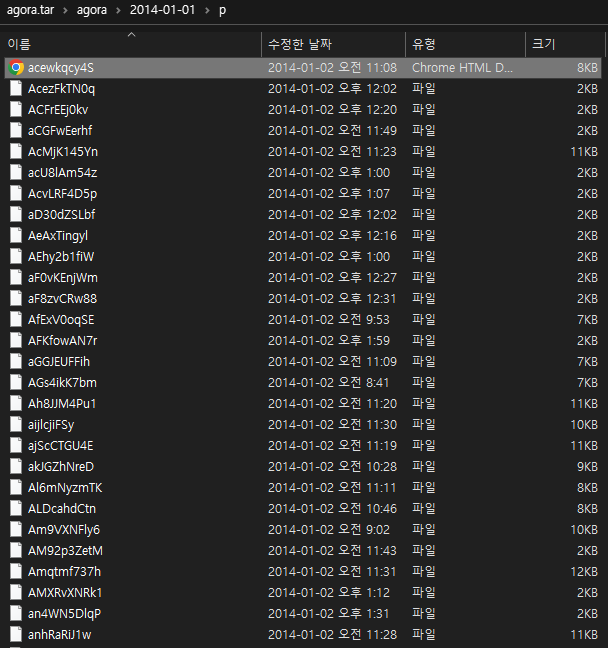 agora.tar › agora › 2014-01-01 › p
이름 수정한 날짜 유형 크기
acewkqcy4S 2014-01-02 오전 11:08 Chrome HTML D... 8KB
AcezFkTN0q 2014-01-02 오후 12:02 파일 2KB
ACFrEEj0kv 2014-01-02 오후 12:20 파일 2KB
aCGFwEerhf 2014-01-02 오전 11:49 파일 2KB
AcMjK145Yn 2014-01-02 오전 11:23 파일 11KB
acU8lAm54z 2014-01-02 오후 1:00 파일 2KB
AcvLRF4D5p 2014-01-02 오후 1:07 파일 2KB
aD30dZSLbf 2014-01-02 오후 12:02 파일 2KB
AeAxTingyl 2014-01-02 오후 12:16 파일 2KB
AEhy2b1fiW 2014-01-02 오후 1:00 파일 2KB
aF0vKEnjWm 2014-01-02 오후 12:27 파일 2KB
aF8zvCRw88 2014-01-02 오후 12:31 파일 2KB
AfExV0oqSE 2014-01-02 오전 9:53 파일 7KB
AFKfowAN7r 2014-01-02 오후 1:59 파일 2KB
aGGJEUFFih 2014-01-02 오전 11:09 파일 7KB
AGs4ikK7bm 2014-01-02 오전 8:41 파일 7KB
Ah8JJM4Pu1 2014-01-02 오전 11:20 파일 11KB
aijlcjiFSy 2014-01-02 오전 11:30 파일 10KB
ajScCTGU4E 2014-01-02 오전 11:19 파일 11KB
akJGZhNreD 2014-01-02 오전 10:28 파일 9KB
Al6mNyzmTK 2014-01-02 오전 11:11 파일 8KB
ALDcahdCtn 2014-01-02 오전 10:46 파일 8KB
Am9VXNFly6 2014-01-02 오전 9:02 파일 10KB
AM92p3ZetM 2014-01-02 오전 11:43 파일 2KB
Amqtmf737h 2014-01-02 오전 11:31 파일 12KB
AMXRvXNRk1 2014-01-02 오후 1:12 파일 2KB
an4WN5DlqP 2014-01-02 오후 1:31 파일 2KB
anhRaRiJ1w 2014-01-02 오전 11:28 파일 11KB